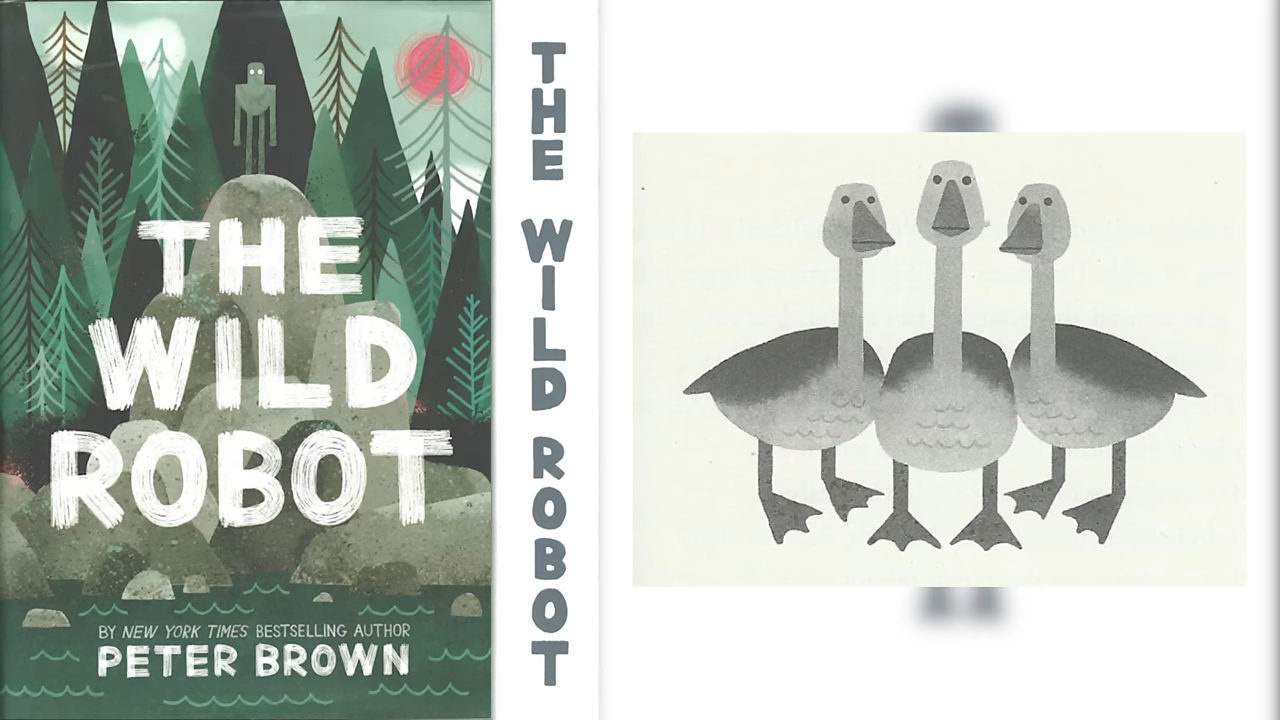 THE
WILD
ROBOT
BY NEW YORK TIMES BESTSELLING AUTHOR
PETER BROWN
THE WILD ROBOT